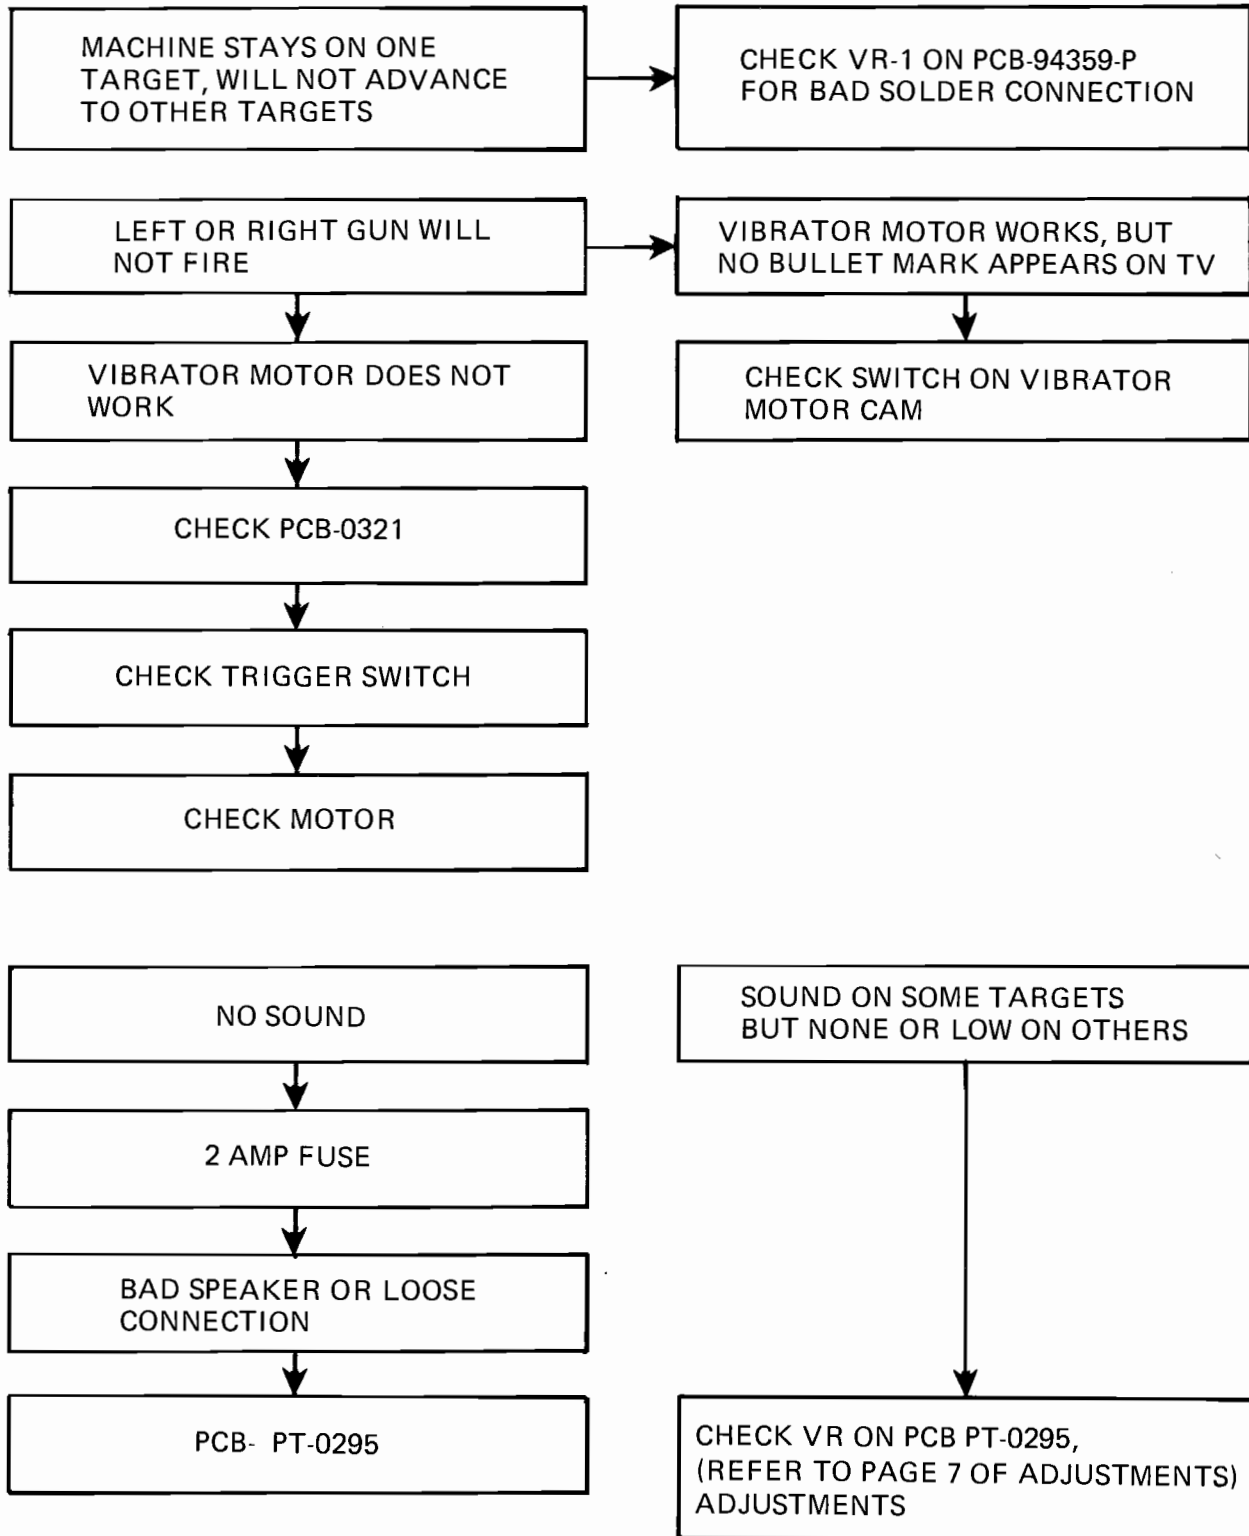 MACHINE STAYS ON ONE
TARGET, WILL NOT ADVANCE
TO OTHER TARGETS
CHECK VR-1 ON PCB-94359-P
FOR BAD SOLDER CONNECTION
LEFT OR RIGHT GUN WILL
NOT FIRE
VIBRATOR MOTOR WORKS, BUT
NO BULLET MARK APPEARS ON TV
VIBRATOR MOTOR DOES NOT
WORK
CHECK SWITCH ON VIBRATOR
MOTOR CAM
CHECK PCB-0321
CHECK TRIGGER SWITCH
CHECK MOTOR
NO SOUND
SOUND ON SOME TARGETS
BUT NONE OR LOW ON OTHERS
2 AMP FUSE
BAD SPEAKER OR LOOSE
CONNECTION
PCB- PT-0295
CHECK VR ON PCB PT-0295,
(REFER TO PAGE 7 OF ADJUSTMENTS)
ADJUSTMENTS